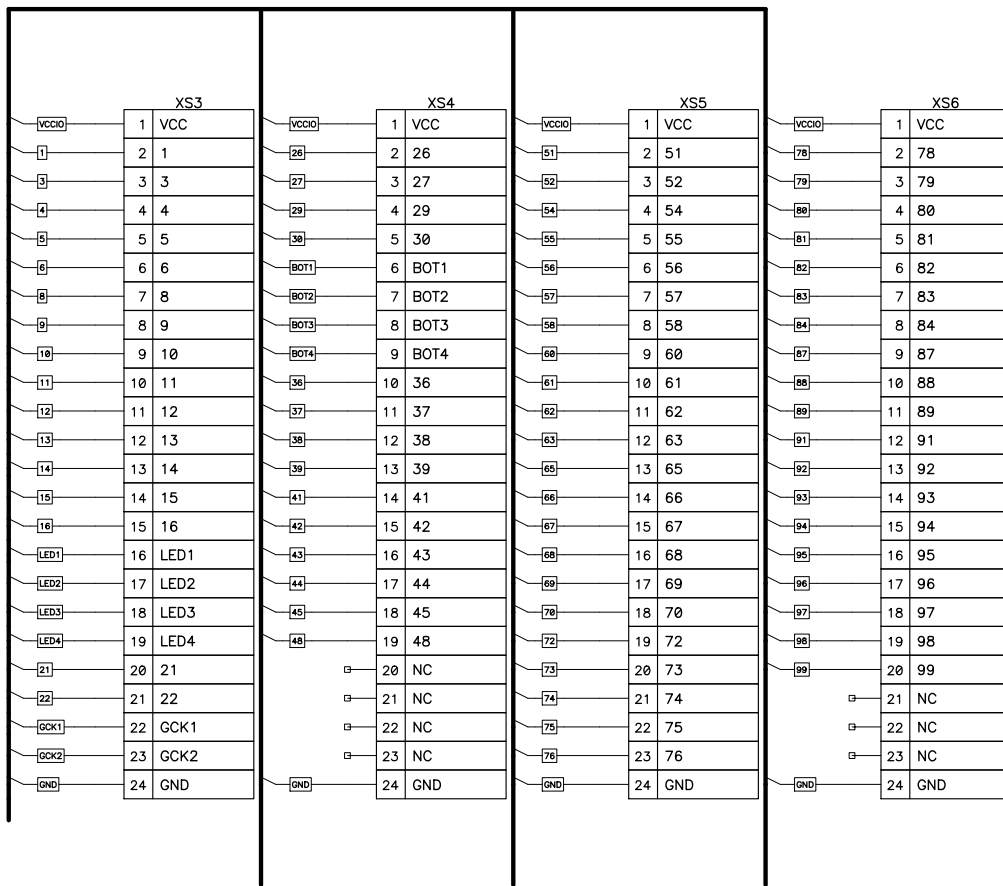 XS3
VCCIO 1 VCC
1 2 1
3 3 3
4 4 4
5 5 5
6 6 6
8 7 8
9 8 9
10 9 10
11 10 11
12 11 12
13 12 13
14 13 14
15 14 15
16 15 16
LED1 16 LED1
LED2 17 LED2
LED3 18 LED3
LED4 19 LED4
21 20 21
22 21 22
GCK1 22 GCK1
GCK2 23 GCK2
GND 24 GND
XS4
VCCIO 1 VCC
26 2 26
27 3 27
29 4 29
30 5 30
BOT1 6 BOT1
BOT2 7 BOT2
BOT3 8 BOT3
BOT4 9 BOT4
36 10 36
37 11 37
38 12 38
39 13 39
41 14 41
42 15 42
43 16 43
44 17 44
45 18 45
48 19 48
20 NC
21 NC
22 NC
23 NC
GND 24 GND
XS5
VCCIO 1 VCC
51 2 51
52 3 52
54 4 54
55 5 55
56 6 56
57 7 57
58 8 58
60 9 60
61 10 61
62 11 62
63 12 63
65 13 65
66 14 66
67 15 67
68 16 68
69 17 69
70 18 70
72 19 72
73 20 73
74 21 74
75 22 75
76 23 76
GND 24 GND
XS6
VCCIO 1 VCC
78 2 78
79 3 79
80 4 80
81 5 81
82 6 82
83 7 83
84 8 84
87 9 87
88 10 88
89 11 89
91 12 91
92 13 92
93 14 93
94 15 94
95 16 95
96 17 96
97 18 97
98 19 98
99 20 99
21 NC
22 NC
23 NC
GND 24 GND